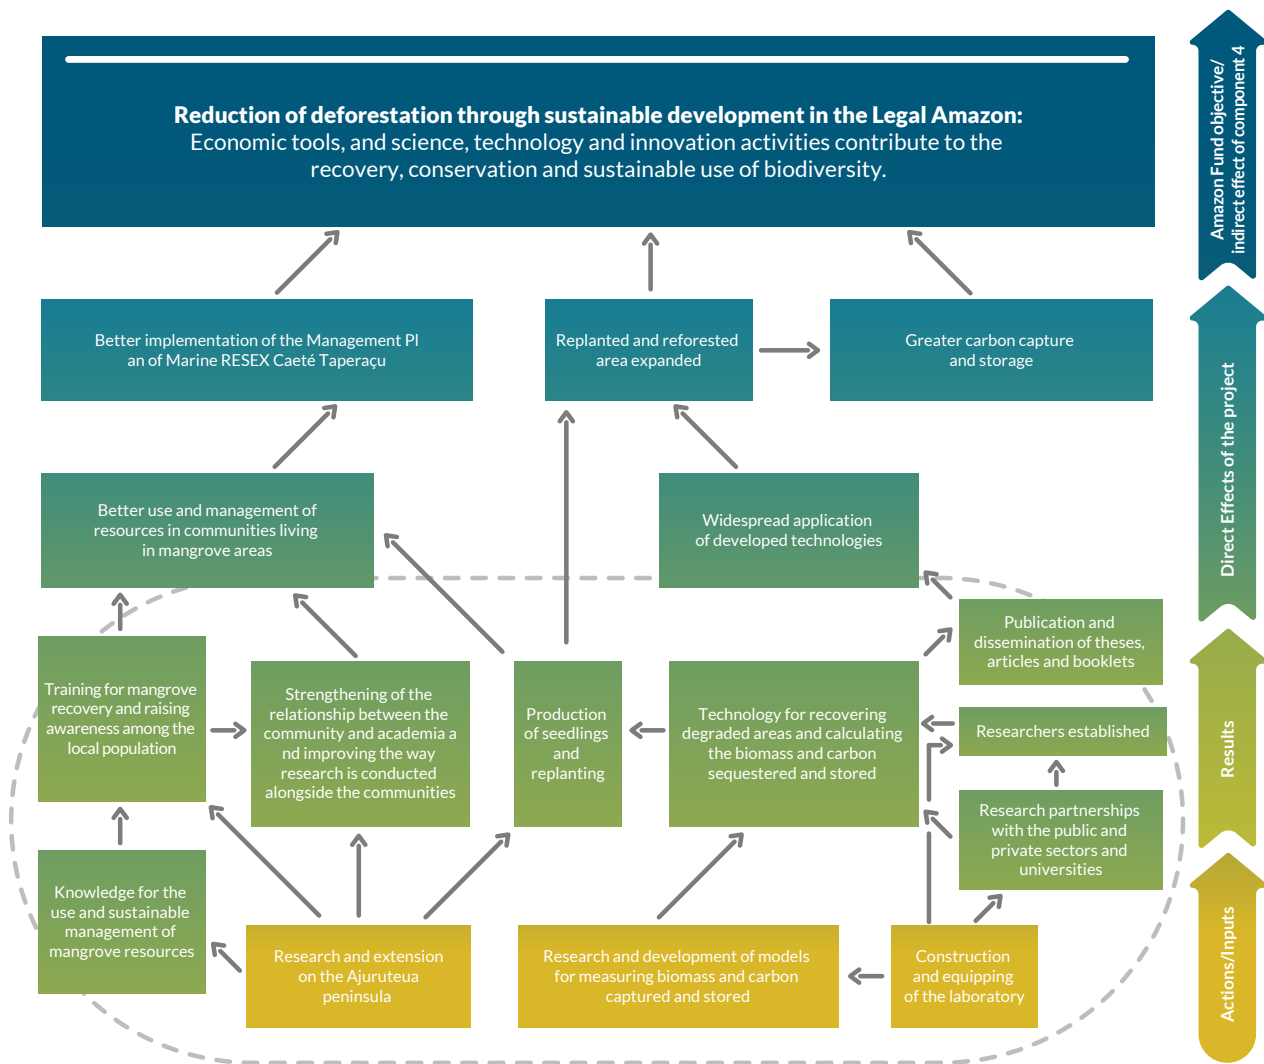 Reduction of deforestation through sustainable development in the Legal Amazon:
Economic tools, and science, technology and innovation activities contribute to the
recovery, conservation and sustainable use of biodiversity.
Amazon Fund objective/
indirect effect of component 4
Better implementation of the Management Pl
an of Marine RESEX Caeté Taperaçu
Replanted and reforested
area expanded
Greater carbon capture
and storage
Direct Effects of the project
Better use and management of
resources in communities living
in mangrove areas
Widespread application
of developed technologies
Publication and
dissemination of theses,
articles and booklets
Training for mangrove
recovery and raising
awareness among the
local population
Strengthening of the
relationship between the
community and academia a
nd improving the way
research is conducted
alongside the communities
Production
of seedlings
and
replanting
Technology for recovering
degraded areas and calculating
the biomass and carbon
sequestered and stored
Researchers established
Results
Research partnerships
with the public and
private sectors and
universities
Knowledge for the
use and sustainable
management of
mangrove resources
Research and extension
on the Ajuruteua
peninsula
Research and development of models
for measuring biomass and carbon
captured and stored
Construction
and equipping
of the laboratory
Actions/Inputs